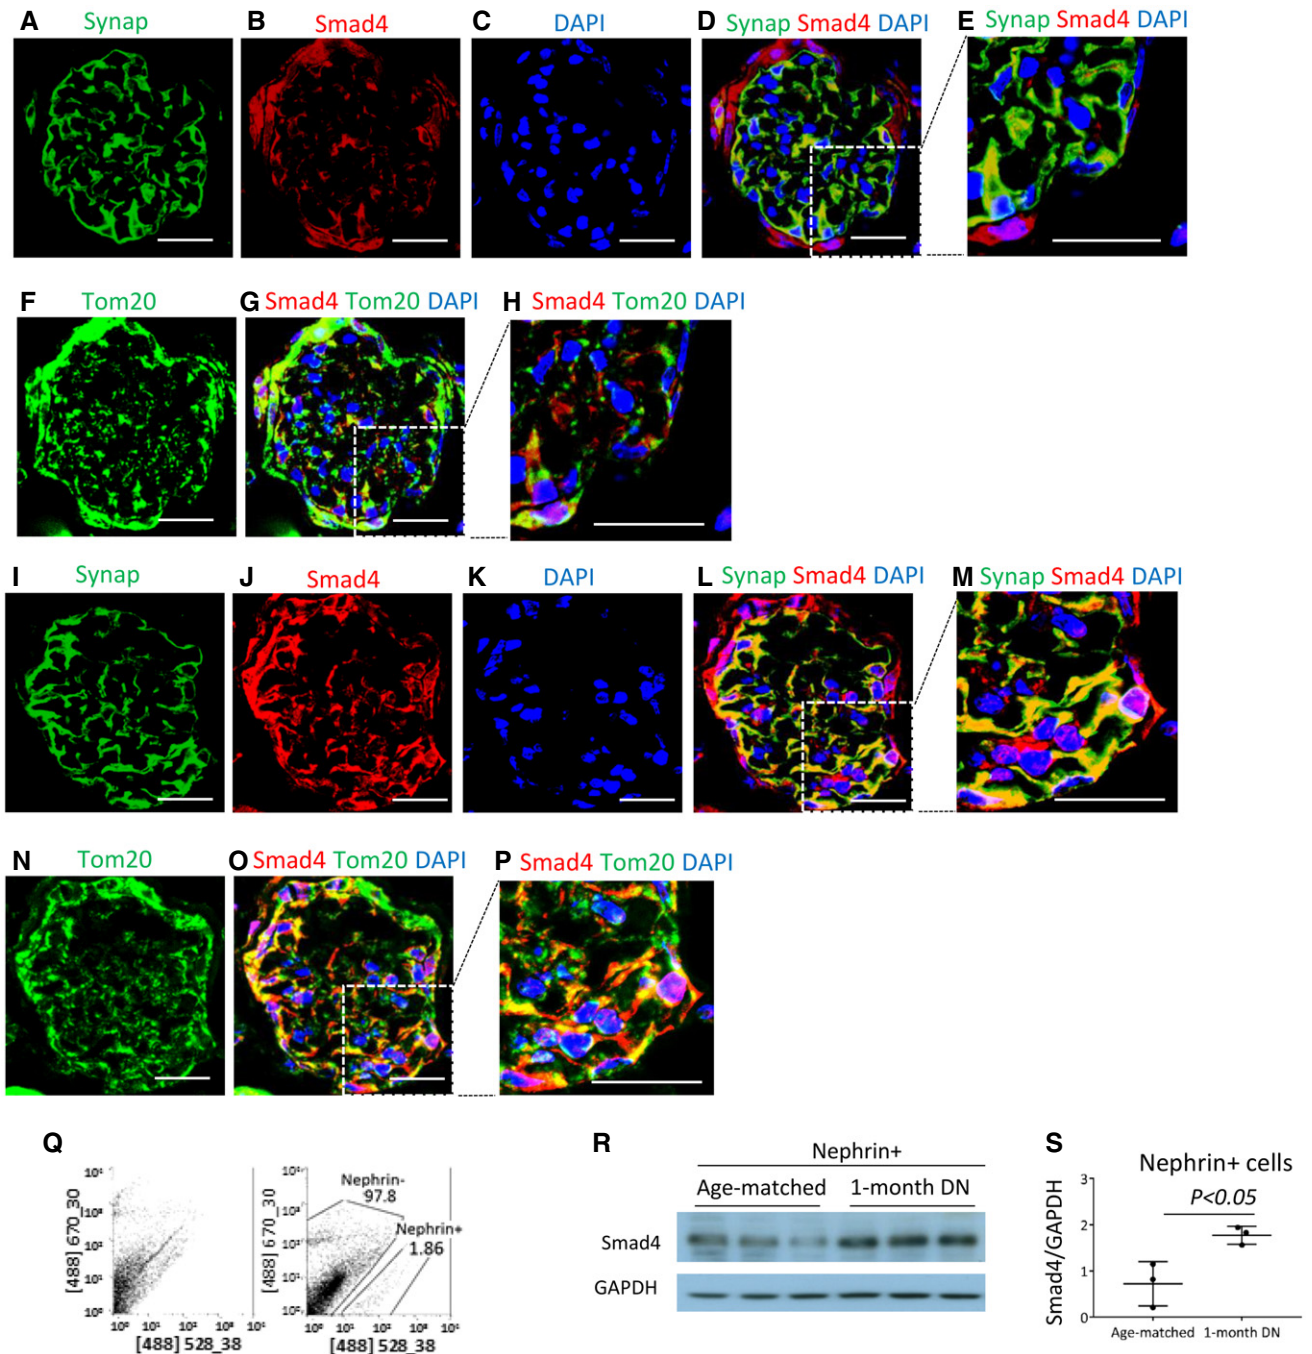 A Synap
B Smad4
C DAPI
D Synap Smad4 DAPI
E Synap Smad4 DAPI
F Tom20
G Smad4 Tom20 DAPI
H Smad4 Tom20 DAPI
I Synap
J Smad4
K DAPI
L Synap Smad4 DAPI
M Synap Smad4 DAPI
N Tom20
O Smad4 Tom20 DAPI
P Smad4 Tom20 DAPI
Q
[488] 670_30
[488] 528_38
[488] 670_30
Nephrin-
97.8
Nephrin+
1.86
[488] 528_38
R
Nephrin+
Age-matched 1-month DN
Smad4
GAPDH
S
Nephrin+ cells
P<0.05
Smad4/GAPDH
3
2
1
0
Age-matched 1-month DN